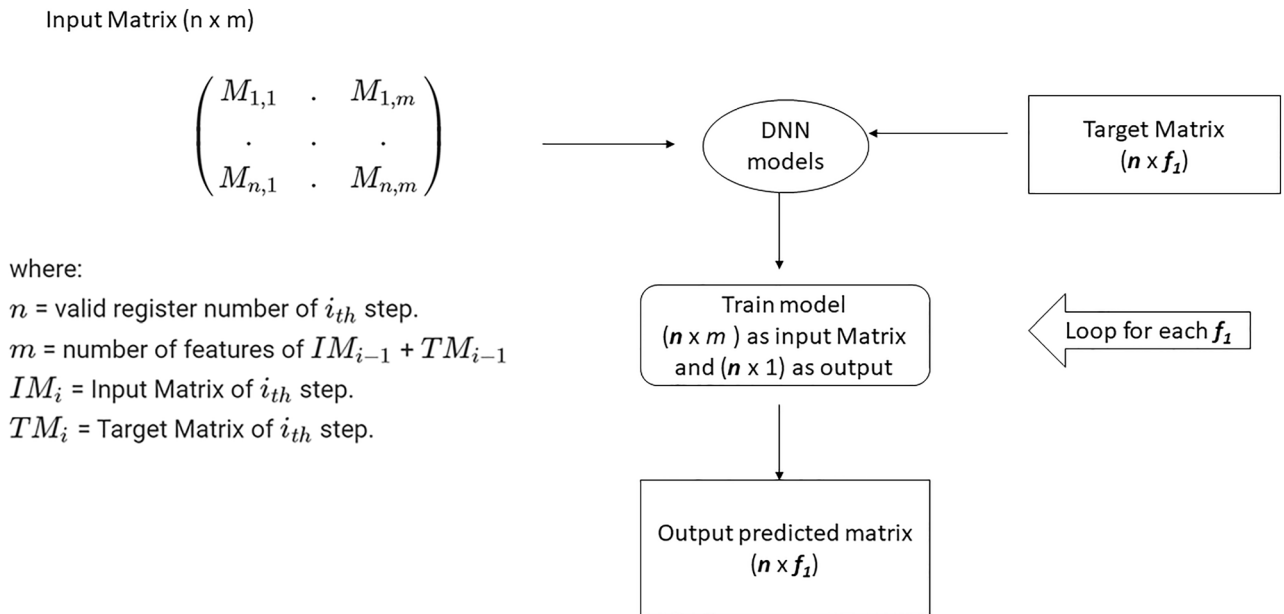 Input Matrix (n x m)
M1,1 . M1,m
. . .
Mn,1 . Mn,m
DNN
models
Target Matrix
(n x f1)
where:
n = valid register number of ith step.
m = number of features of IMi−1 + TMi−1
IMi = Input Matrix of ith step.
TMi = Target Matrix of ith step.
Train model
(n x m ) as input Matrix
and (n x 1) as output
Loop for each f1
Output predicted matrix
(n x f1)